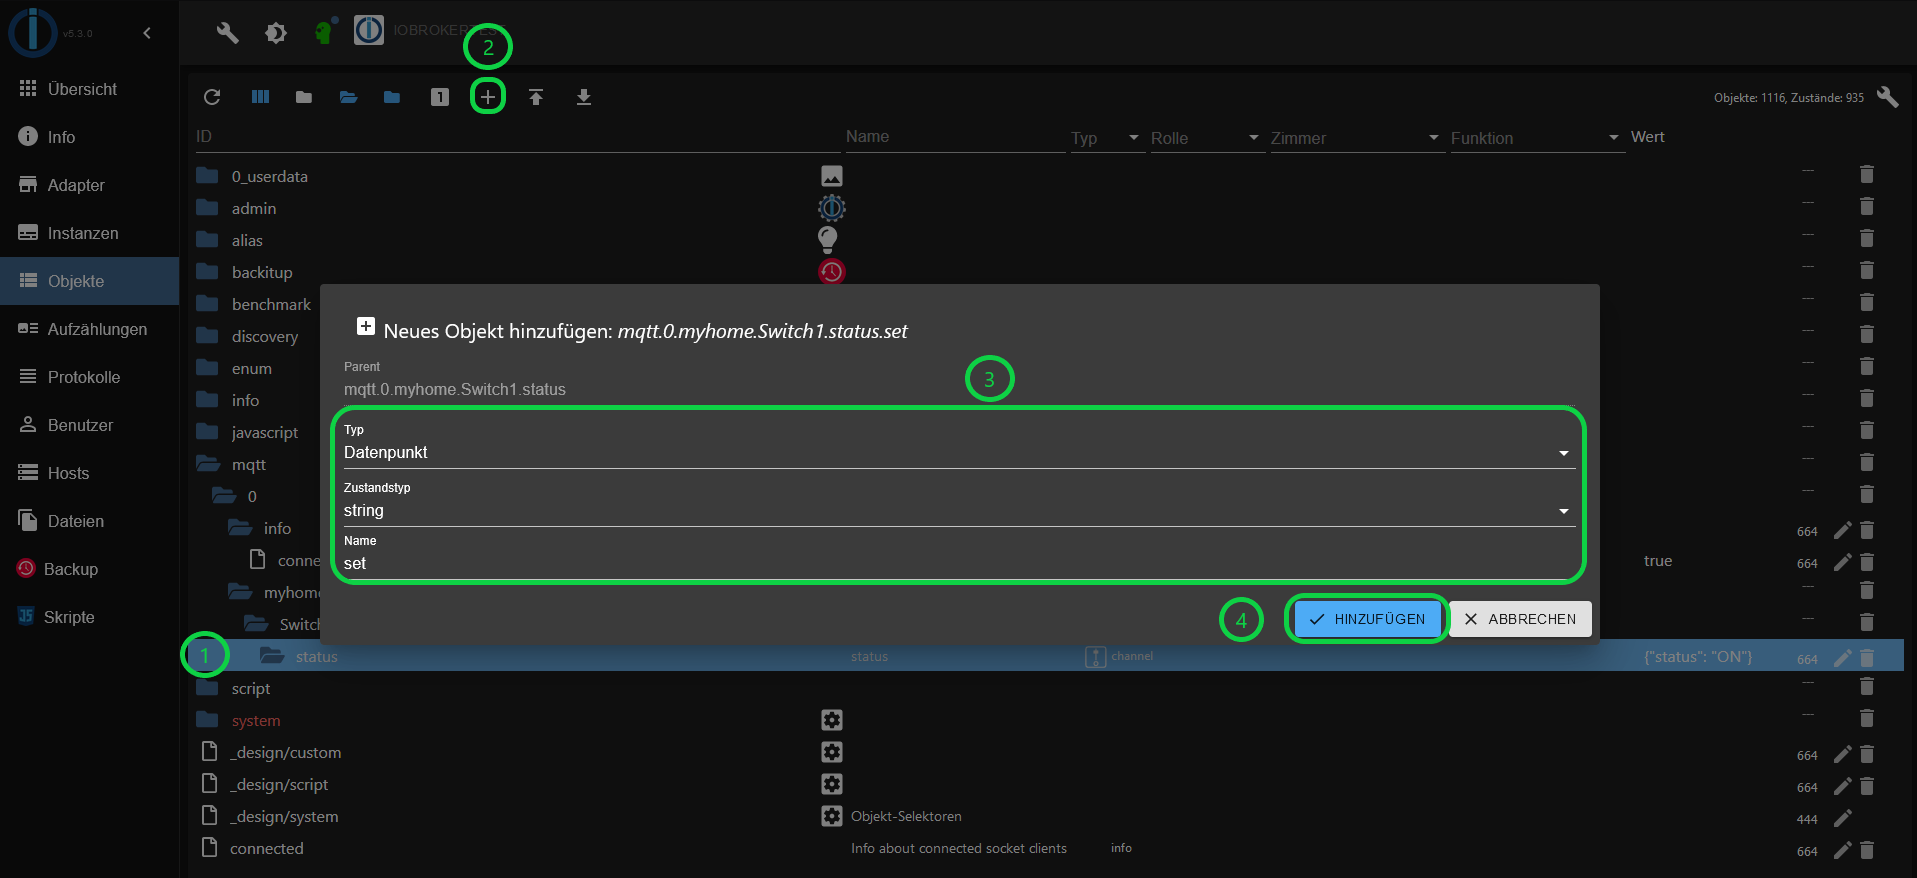 v5.3.0
IOBROKERTEST
2
Übersicht
Info
Adapter
Instanzen
Objekte
Aufzählungen
Protokolle
Benutzer
Hosts
Dateien
Backup
Skripte
1
Objekte: 1116, Zustände: 935
ID Name Typ Rolle Zimmer Funktion Wert
0_userdata ---
admin ---
alias ---
backitup ---
benchmark ---
discovery ---
enum ---
info ---
javascript ---
mqtt ---
0 ---
info 664
conne true 664
myhome ---
Switch ---
1 status status channel {"status": "ON"} 664
script ---
system ---
_design/custom 664
_design/script 664
_design/system Objekt-Selektoren 444
connected Info about connected socket clients info 664
Neues Objekt hinzufügen: mqtt.0.myhome.Switch1.status.set
Parent
mqtt.0.myhome.Switch1.status
3
Typ
Datenpunkt
Zustandstyp
string
Name
set
4
HINZUFÜGEN
ABBRECHEN